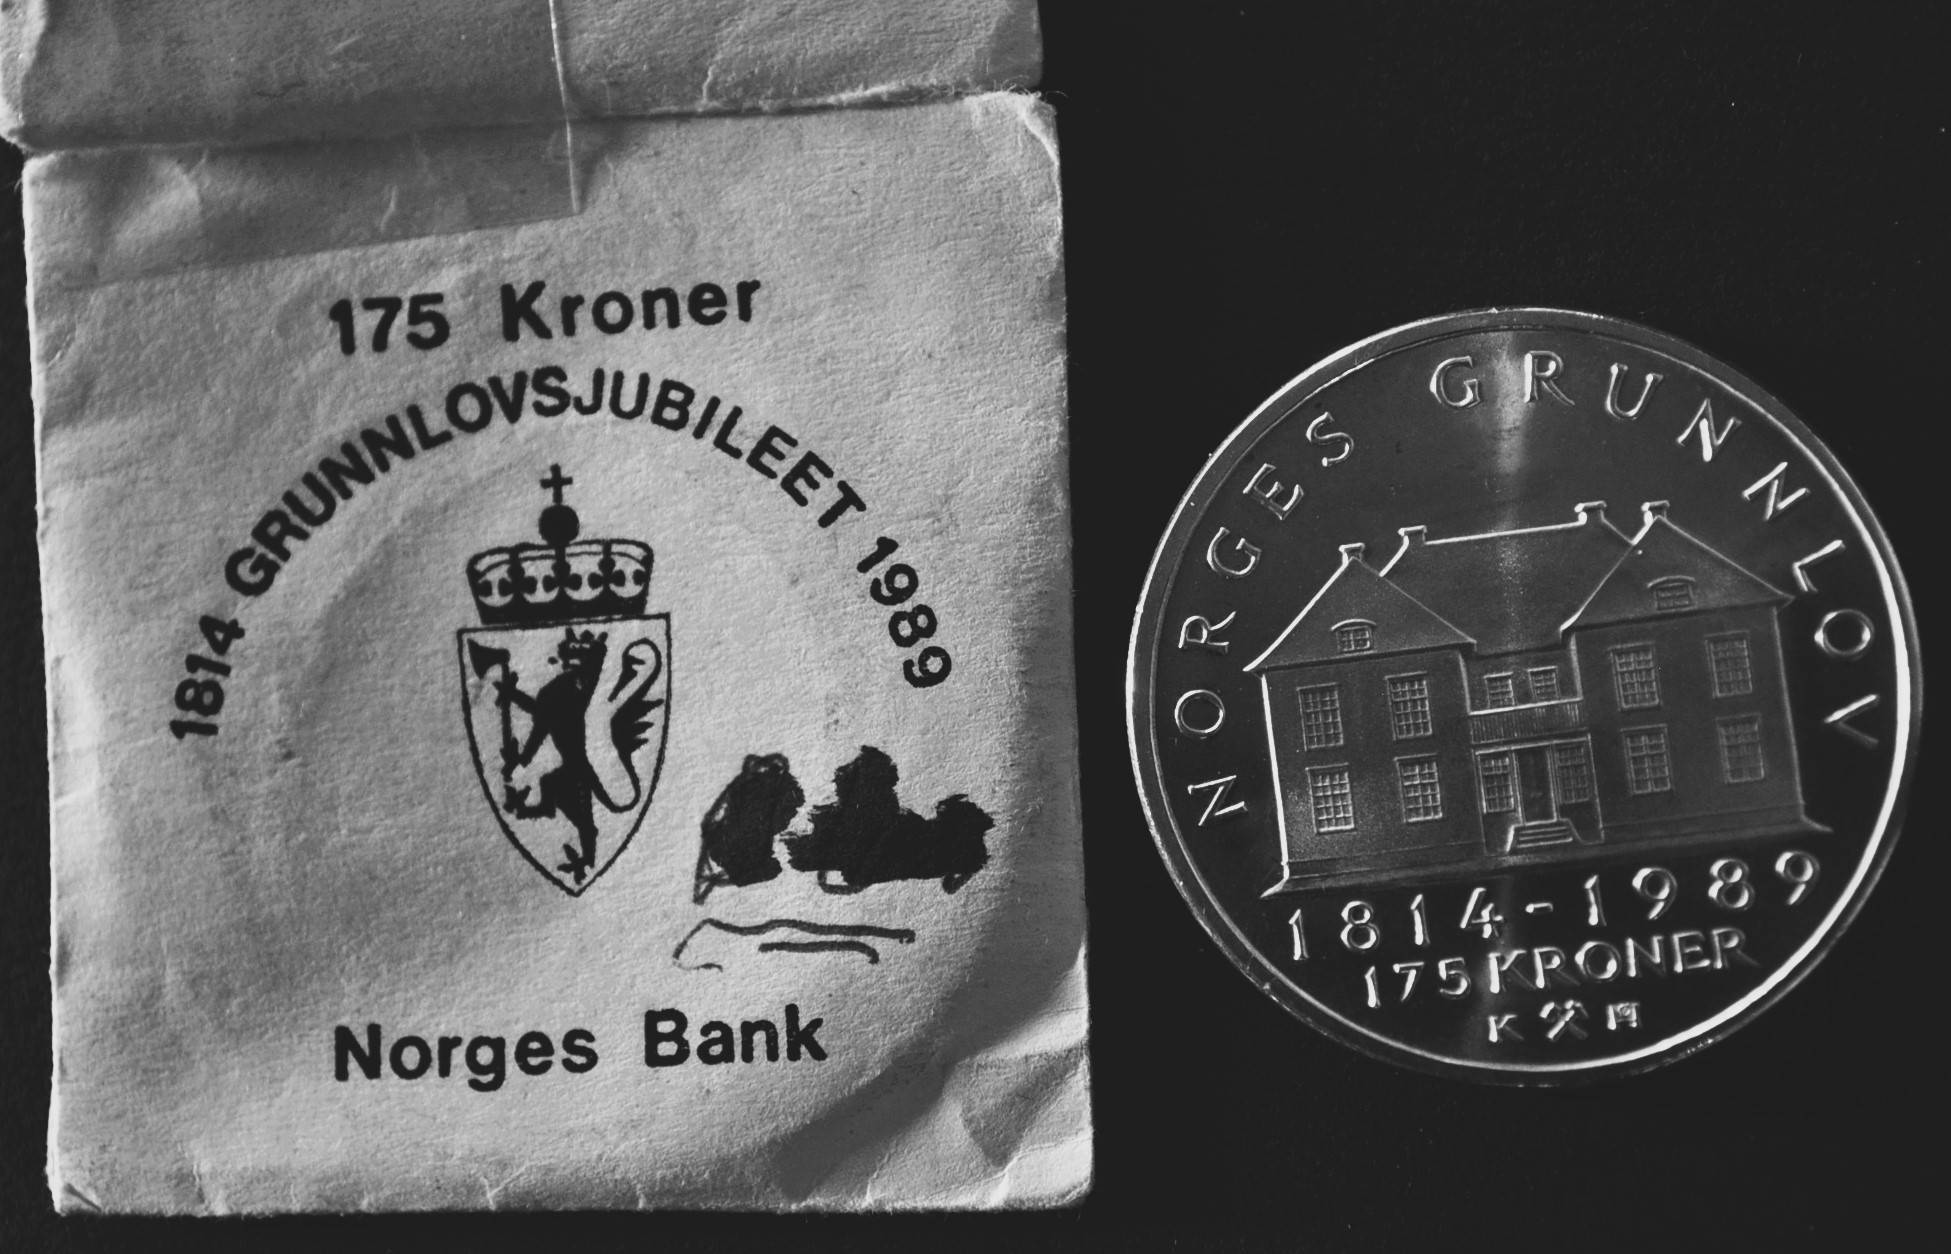 175 Kroner
1814 GRUNNLOVSJUBILEET 1989
Norges Bank
NORGES GRUNNLOV
1814-1989
175 KRONER
K